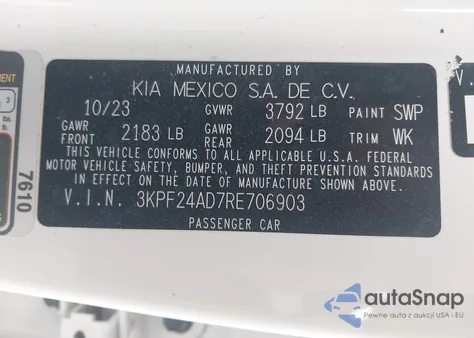 MANUFACTURED BY
KIA MEXICO S.A. DE C.V.
10/23 GVWR 3792 LB PAINT SWP
GAWR FRONT 2183 LB GAWR REAR 2094 LB TRIM WK
THIS VEHICLE CONFORMS TO ALL APPLICABLE U.S.A. FEDERAL
MOTOR VEHICLE SAFETY, BUMPER, AND THEFT PREVENTION STANDARDS
IN EFFECT ON THE DATE OF MANUFACTURE SHOWN ABOVE.
V.I.N. 3KPF24AD7RE706903
PASSENGER CAR
7610
3
V
autoSnap
Pewne auta z aukcji USA i EU